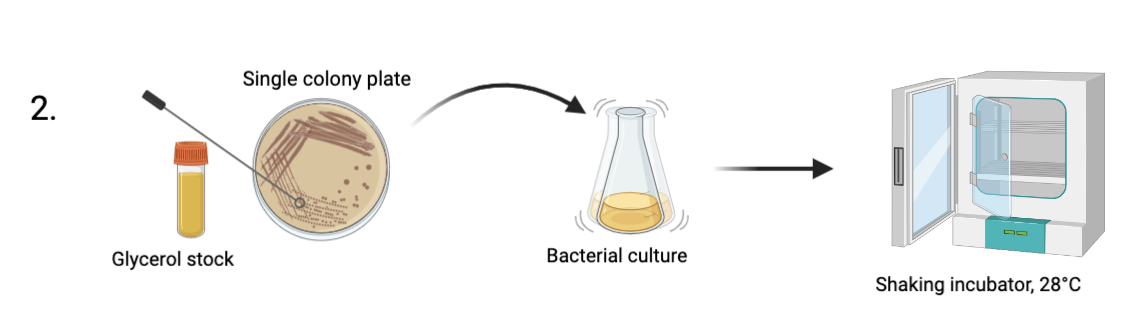 2.
Single colony plate
Glycerol stock
Bacterial culture
Shaking incubator, 28°C